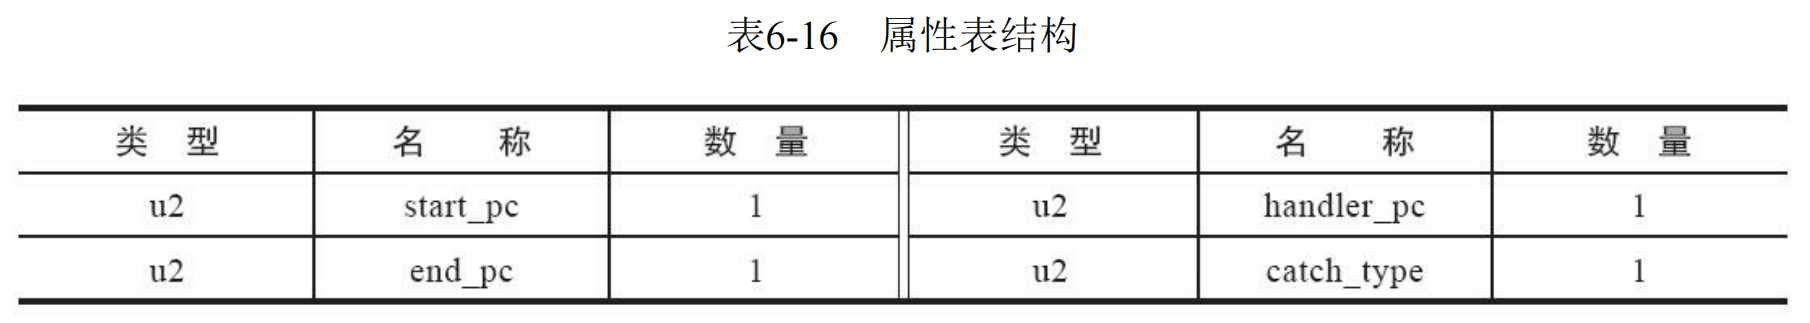 表6-16 属性表结构
类 型 名 称 数 量 类 型 名 称 数 量
u2 start_pc 1 u2 handler_pc 1
u2 end_pc 1 u2 catch_type 1